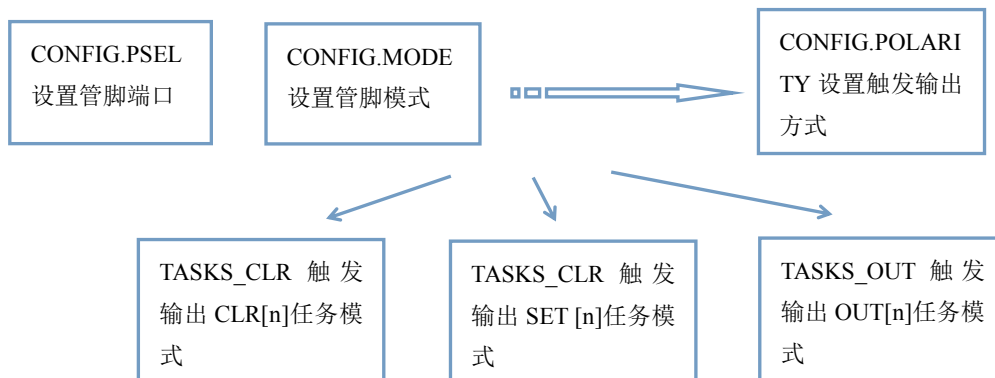 CONFIG.PSEL
设置管脚端口
CONFIG.MODE
设置管脚模式
CONFIG.POLARI
TY 设置触发输出
方式
TASKS_CLR 触发
输出 CLR[n]任务模
式
TASKS_CLR 触发
输出 SET [n]任务模
式
TASKS_OUT 触发
输出 OUT[n]任务模
式